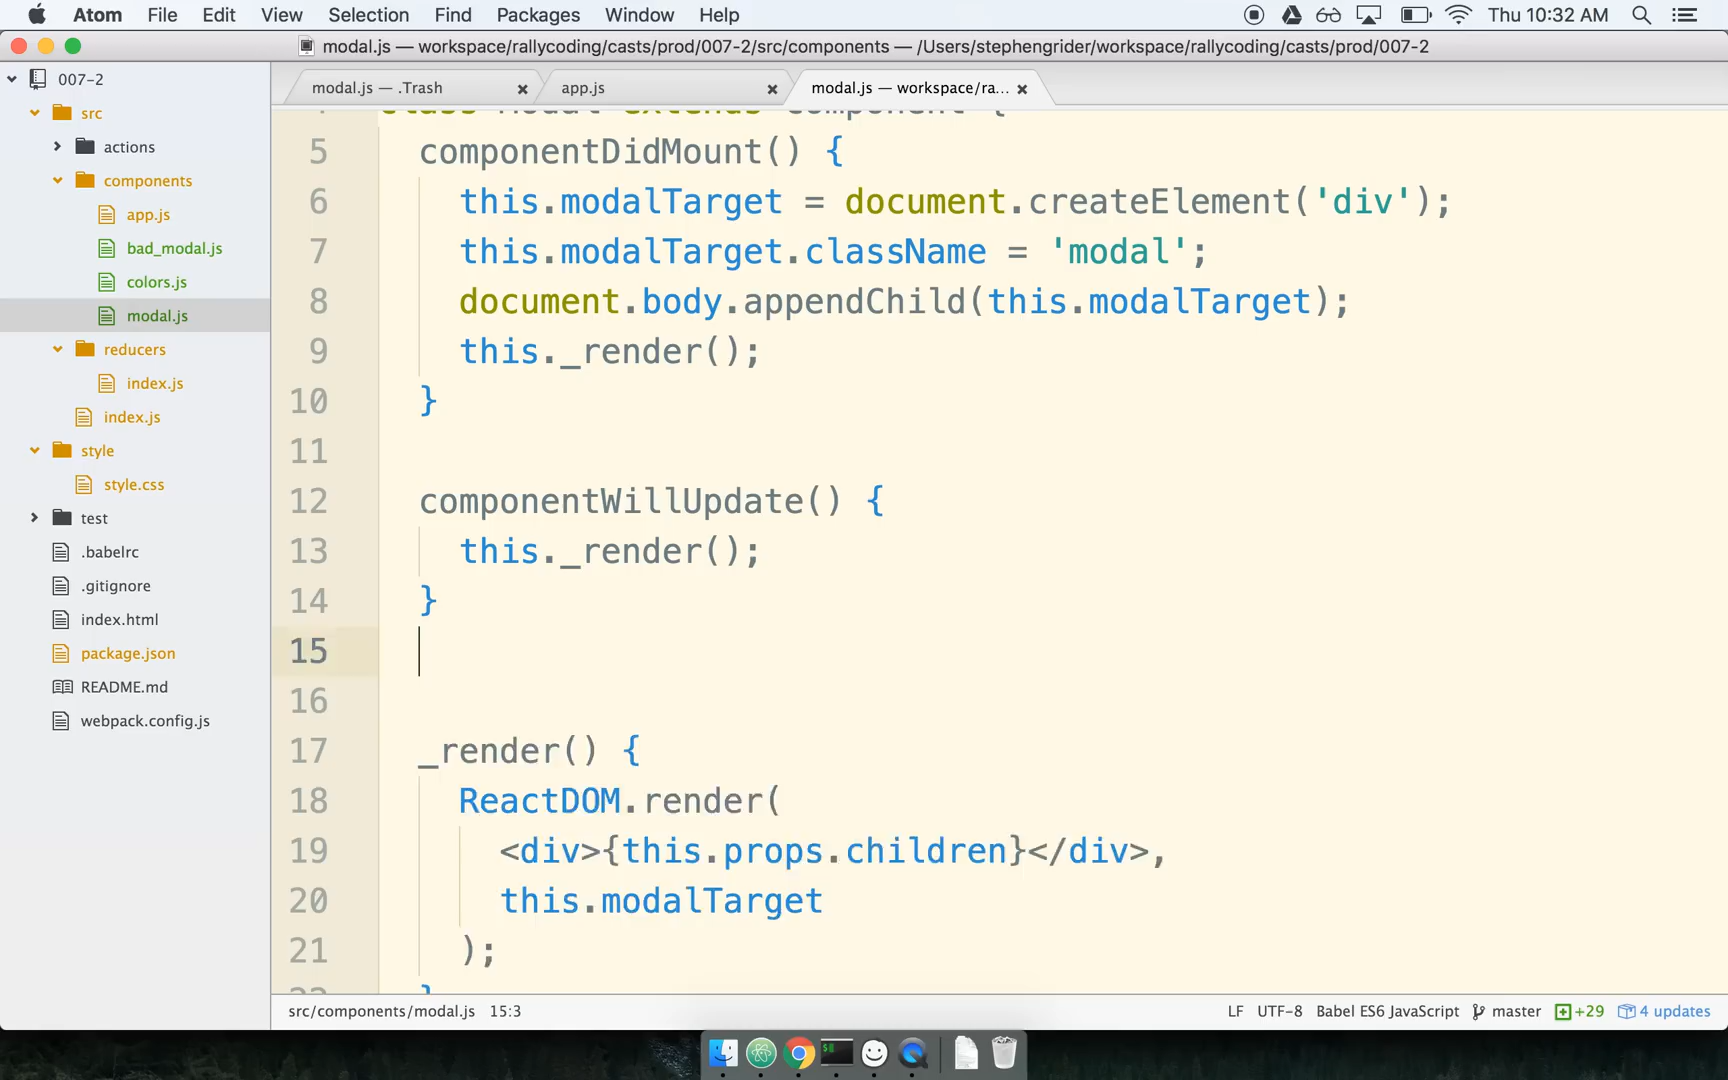 Atom File Edit View Selection Find Packages Window Help Thu 10:32 AM
modal.js — workspace/rallycoding/casts/prod/007-2/src/components — /Users/stephengrider/workspace/rallycoding/casts/prod/007-2
007-2
src
actions
components
app.js
bad_modal.js
colors.js
modal.js
reducers
index.js
index.js
style
style.css
test
.babelrc
.gitignore
index.html
package.json
README.md
webpack.config.js
modal.js — .Trash app.js modal.js — workspace/ra...
class Modal extends Component {
5 componentDidMount() {
6 this.modalTarget = document.createElement('div');
7 this.modalTarget.className = 'modal';
8 document.body.appendChild(this.modalTarget);
9 this._render();
10 }
11
12 componentWillUpdate() {
13 this._render();
14 }
15
16
17 _render() {
18 ReactDOM.render(
19 <div>{this.props.children}</div>,
20 this.modalTarget
21 );
22 }
src/components/modal.js 15:3 LF UTF-8 Babel ES6 JavaScript master +29 4 updates